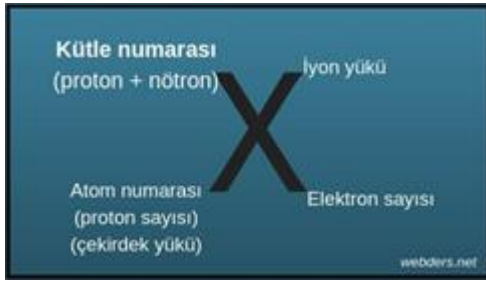 Kütle numarası
(proton + nötron)
İyon yükü
X
Atom numarası
(proton sayısı)
(çekirdek yükü)
Elektron sayısı
webders.net